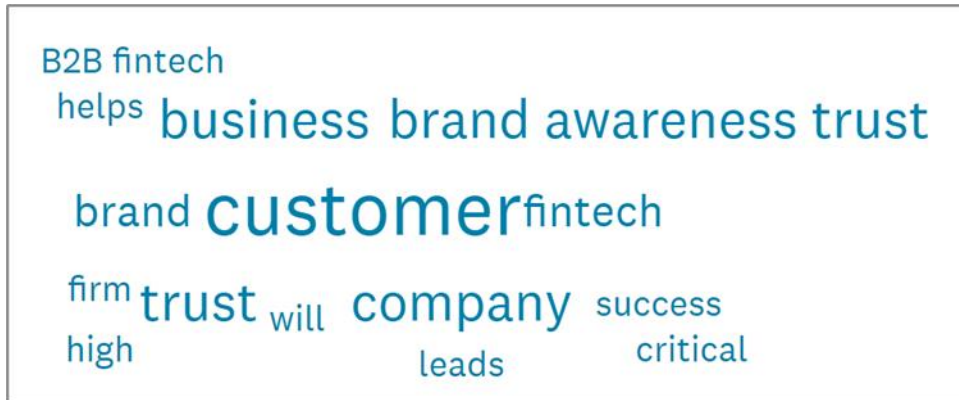 B2B fintech
helps business brand awareness trust
brand customer fintech
firm trust will company success
high leads critical